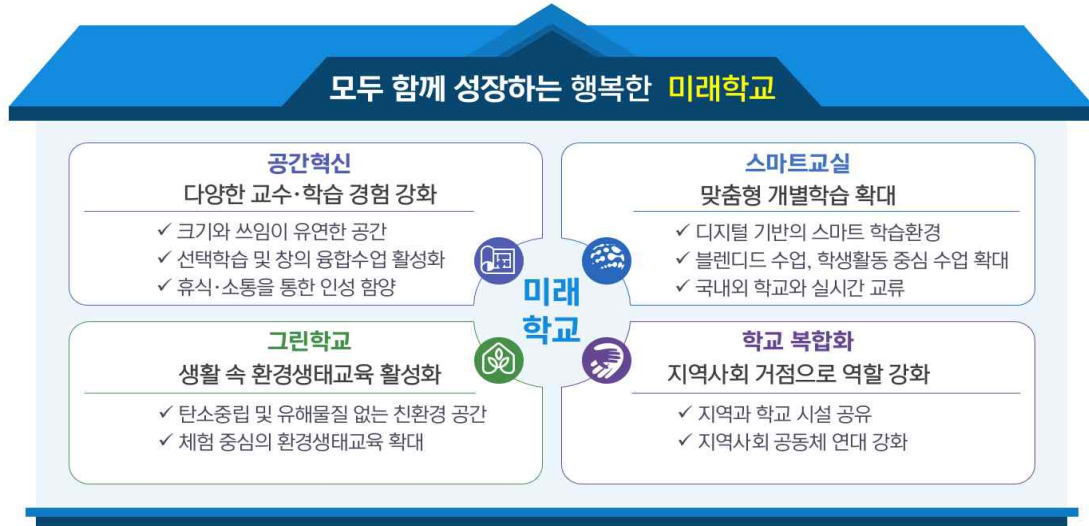 모두 함께 성장하는 행복한 미래학교
공간혁신
다양한 교수·학습 경험 강화
✓ 크기와 쓰임이 유연한 공간
✓ 선택학습 및 창의 융합수업 활성화
✓ 휴식·소통을 통한 인성 함양
스마트교실
맞춤형 개별학습 확대
✓ 디지털 기반의 스마트 학습환경
✓ 블렌디드 수업, 학생활동 중심 수업 확대
✓ 국내외 학교와 실시간 교류
미래
학교
그린학교
생활 속 환경생태교육 활성화
✓ 탄소중립 및 유해물질 없는 친환경 공간
✓ 체험 중심의 환경생태교육 확대
학교 복합화
지역사회 거점으로 역할 강화
✓ 지역과 학교 시설 공유
✓ 지역사회 공동체 연대 강화